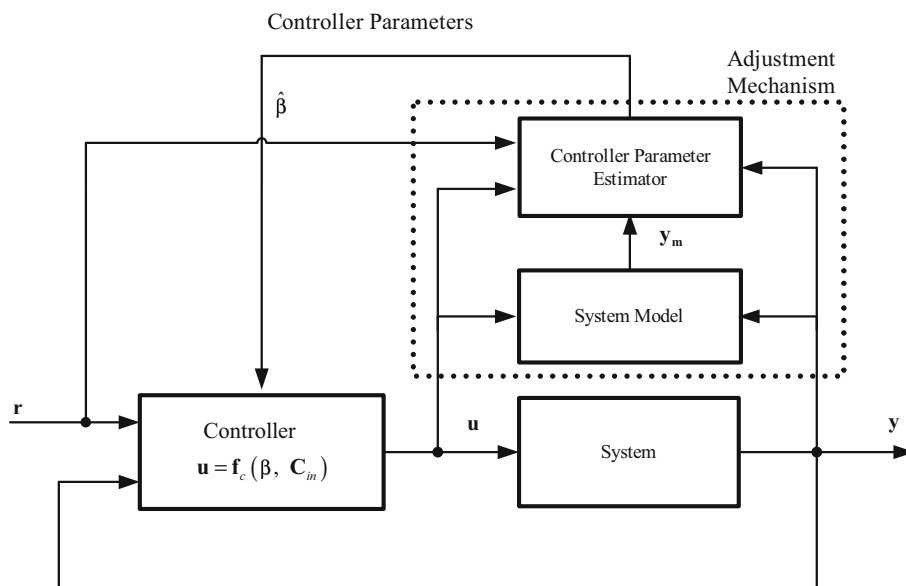 Controller Parameters
Adjustment
Mechanism
β̂
Controller Parameter
Estimator
y_m
System Model
r
Controller
u = f_c(β, C_in)
u
System
y